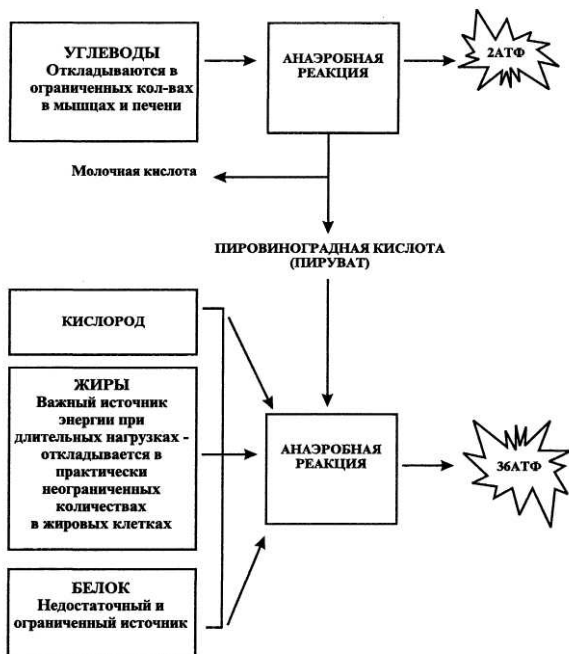 УГЛЕВОДЫ
Откладываются в
ограниченных кол-вах
в мышцах и печени
АНАЭРОБНАЯ
РЕАКЦИЯ
2АТФ
Молочная кислота
ПИРОВИНОГРАДНАЯ КИСЛОТА
(ПИРУВАТ)
КИСЛОРОД
ЖИРЫ
Важный источник
энергии при
длительных нагрузках -
откладывается в
практически
неограниченных
количествах
в жировых клетках
АНАЭРОБНАЯ
РЕАКЦИЯ
36АТФ
БЕЛОК
Недостаточный и
ограниченный источник